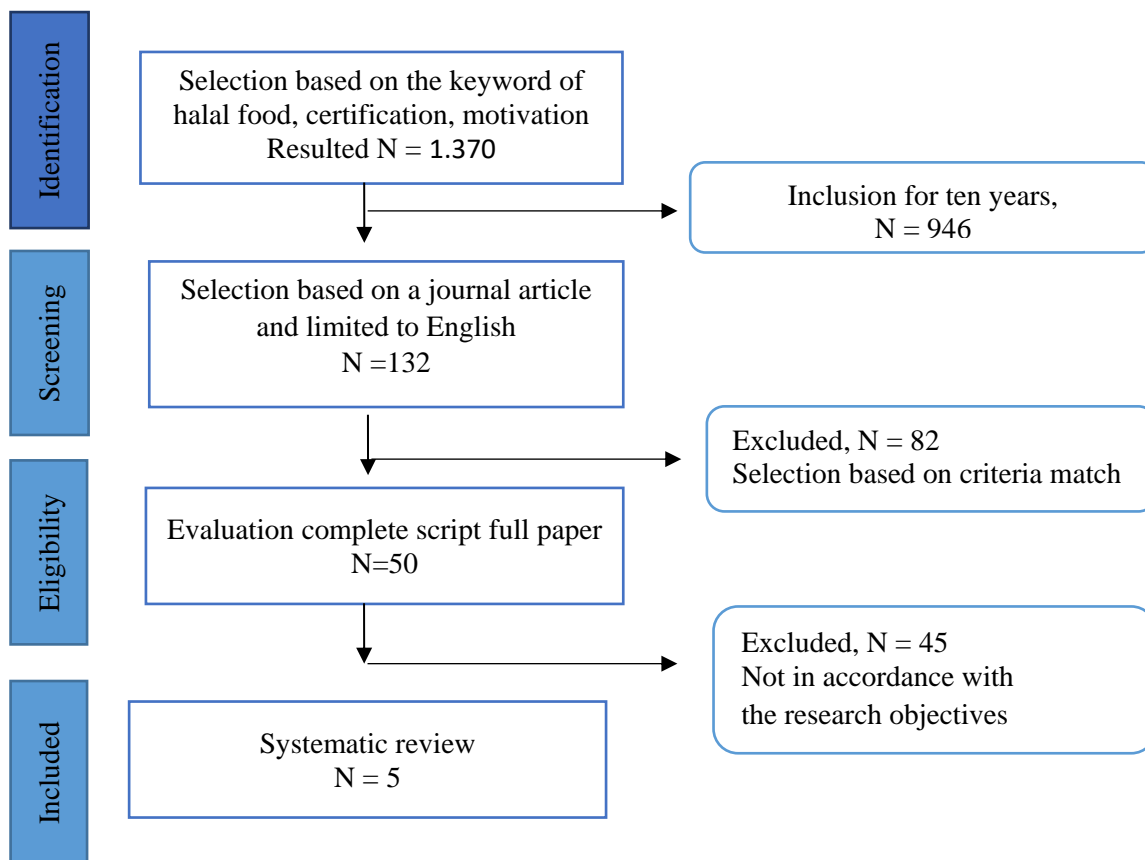 Identification
Selection based on the keyword of
halal food, certification, motivation
Resulted N = 1.370
Inclusion for ten years,
N = 946
Screening
Selection based on a journal article
and limited to English
N =132
Excluded, N = 82
Selection based on criteria match
Eligibility
Evaluation complete script full paper
N=50
Excluded, N = 45
Not in accordance with
the research objectives
Included
Systematic review
N = 5